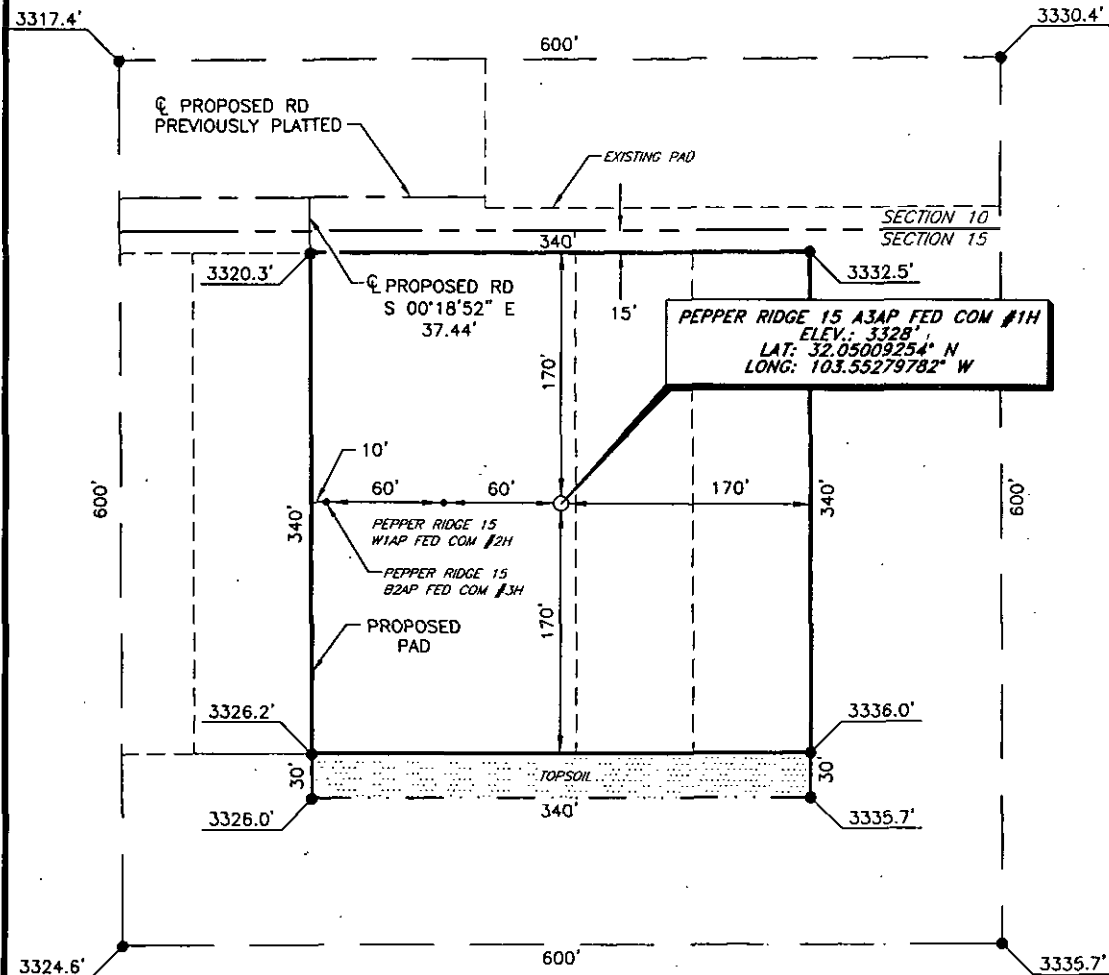 3317.4'
3330.4'
600'
℄ PROPOSED RD
PREVIOUSLY PLATTED
EXISTING PAD
SECTION 10
SECTION 15
340'
3320.3'
3332.5'
℄ PROPOSED RD
S 00°18'52" E
37.44'
15'
PEPPER RIDGE 15 A3AP FED COM #1H
ELEV.: 3328'
LAT: 32.05009254° N
LONG: 103.55279782° W
170'
10'
60'
60'
170'
600'
340'
340'
600'
PEPPER RIDGE 15
W1AP FED COM #2H
PEPPER RIDGE 15
B2AP FED COM #3H
170'
PROPOSED
PAD
3326.2'
3336.0'
30'
TOPSOIL
30'
340'
3326.0'
3335.7'
3324.6'
600'
3335.7'